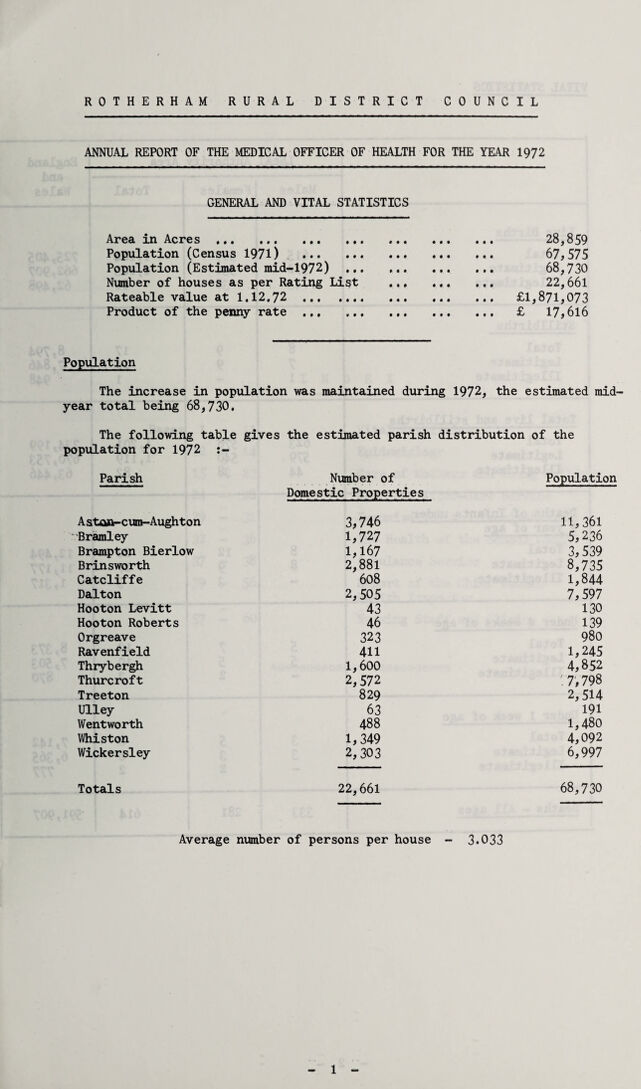 ROTHERHAM RURAL DISTRICT COUNCIL
ANNUAL REPORT OF THE MEDICAL OFFICER OF HEALTH FOR THE YEAR 1972
GENERAL AND VITAL STATISTICS
Area in Acres ... ... ... ... ... ... ... 28,859
Population (Census 1971) ... ... ... ... ... 67,575
Population (Estimated mid-1972) ... ... ... ... 68,730
Number of houses as per Rating List ... ... ... 22,661
Rateable value at 1.12.72 ... .... ... ... ... £1,871,073
Product of the penny rate ... ... ... ... ... £ 17,616
Population
The increase in population was maintained during 1972, the estimated mid-
year total being 68,730.
The following table gives the estimated parish distribution of the
population for 1972 :-
Parish Number of Population
Domestic Properties
Aston-cum-Aughton 3,746 11,361
Bramley 1,727 5,236
Brampton Bierlow 1,167 3,539
Brinsworth 2,881 8,735
Catcliffe 608 1,844
Dalton 2,505 7,597
Hooton Levitt 43 130
Hooton Roberts 46 139
Orgreave 323 980
Ravenfield 411 1,245
Thrybergh 1,600 4,852
Thurcroft 2,572 7,798
Treeton 829 2,514
Ulley 63 191
Wentworth 488 1,480
Whiston 1,349 4,092
Wickersley 2,303 6,997
Totals 22,661 68,730
Average number of persons per house - 3.033
- 1 -